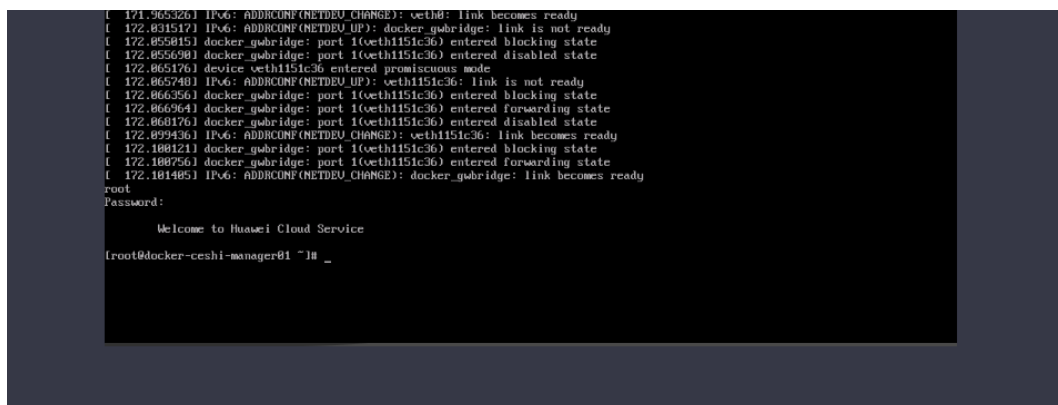 [  171.965326] IPv6: ADDRCONF(NETDEV_CHANGE): veth0: link becomes ready
[  172.031517] IPv6: ADDRCONF(NETDEV_UP): docker_gwbridge: link is not ready
[  172.055015] docker_gwbridge: port 1(veth1151c36) entered blocking state
[  172.055690] docker_gwbridge: port 1(veth1151c36) entered disabled state
[  172.065176] device veth1151c36 entered promiscuous mode
[  172.065748] IPv6: ADDRCONF(NETDEV_UP): veth1151c36: link is not ready
[  172.066356] docker_gwbridge: port 1(veth1151c36) entered blocking state
[  172.066964] docker_gwbridge: port 1(veth1151c36) entered forwarding state
[  172.068176] docker_gwbridge: port 1(veth1151c36) entered disabled state
[  172.099436] IPv6: ADDRCONF(NETDEV_CHANGE): veth1151c36: link becomes ready
[  172.100121] docker_gwbridge: port 1(veth1151c36) entered blocking state
[  172.100756] docker_gwbridge: port 1(veth1151c36) entered forwarding state
[  172.101405] IPv6: ADDRCONF(NETDEV_CHANGE): docker_gwbridge: link becomes ready
root
Password:
Welcome to Huawei Cloud Service
[root@docker-ceshi-manager01 ~]# _